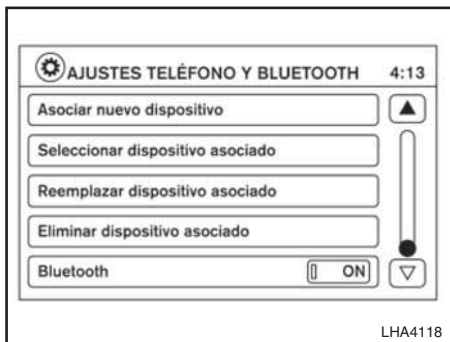 AJUSTES TELÉFONO Y BLUETOOTH 4:13
Asociar nuevo dispositivo
Seleccionar dispositivo asociado
Reemplazar dispositivo asociado
Eliminar dispositivo asociado
Bluetooth ON
LHA4118